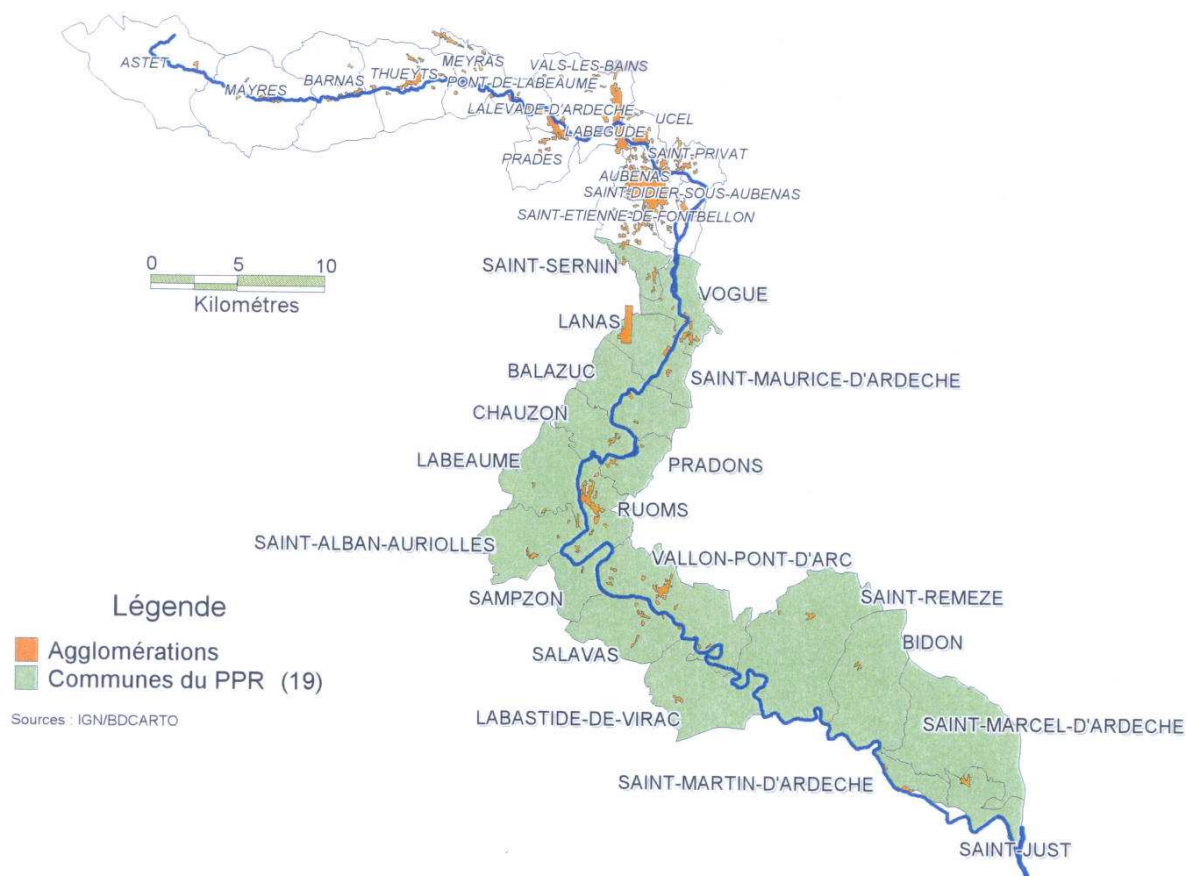 ASTET
MAYRES
BARNAS
THUEYTS
MEYRAS
PONT-DE-LABEAUME
VALS-LES-BAINS
LALEVADE-D'ARDECHE
UCEL
LABEGUDE
PRADES
SAINT-PRIVAT
AUBENAS
SAINT-DIDIER-SOUS-AUBENAS
SAINT-ETIENNE-DE-FONTBELLON
0 5 10
Kilométres
SAINT-SERNIN
VOGUE
LANAS
BALAZUC
SAINT-MAURICE-D'ARDECHE
CHAUZON
LABEAUME
PRADONS
RUOMS
SAINT-ALBAN-AURIOLLES
VALLON-PONT-D'ARC
SAMPZON
SAINT-REMEZE
BIDON
SALAVAS
LABASTIDE-DE-VIRAC
SAINT-MARCEL-D'ARDECHE
SAINT-MARTIN-D'ARDECHE
SAINT-JUST
Légende
Agglomérations
Communes du PPR (19)
Sources : IGN/BDCARTO